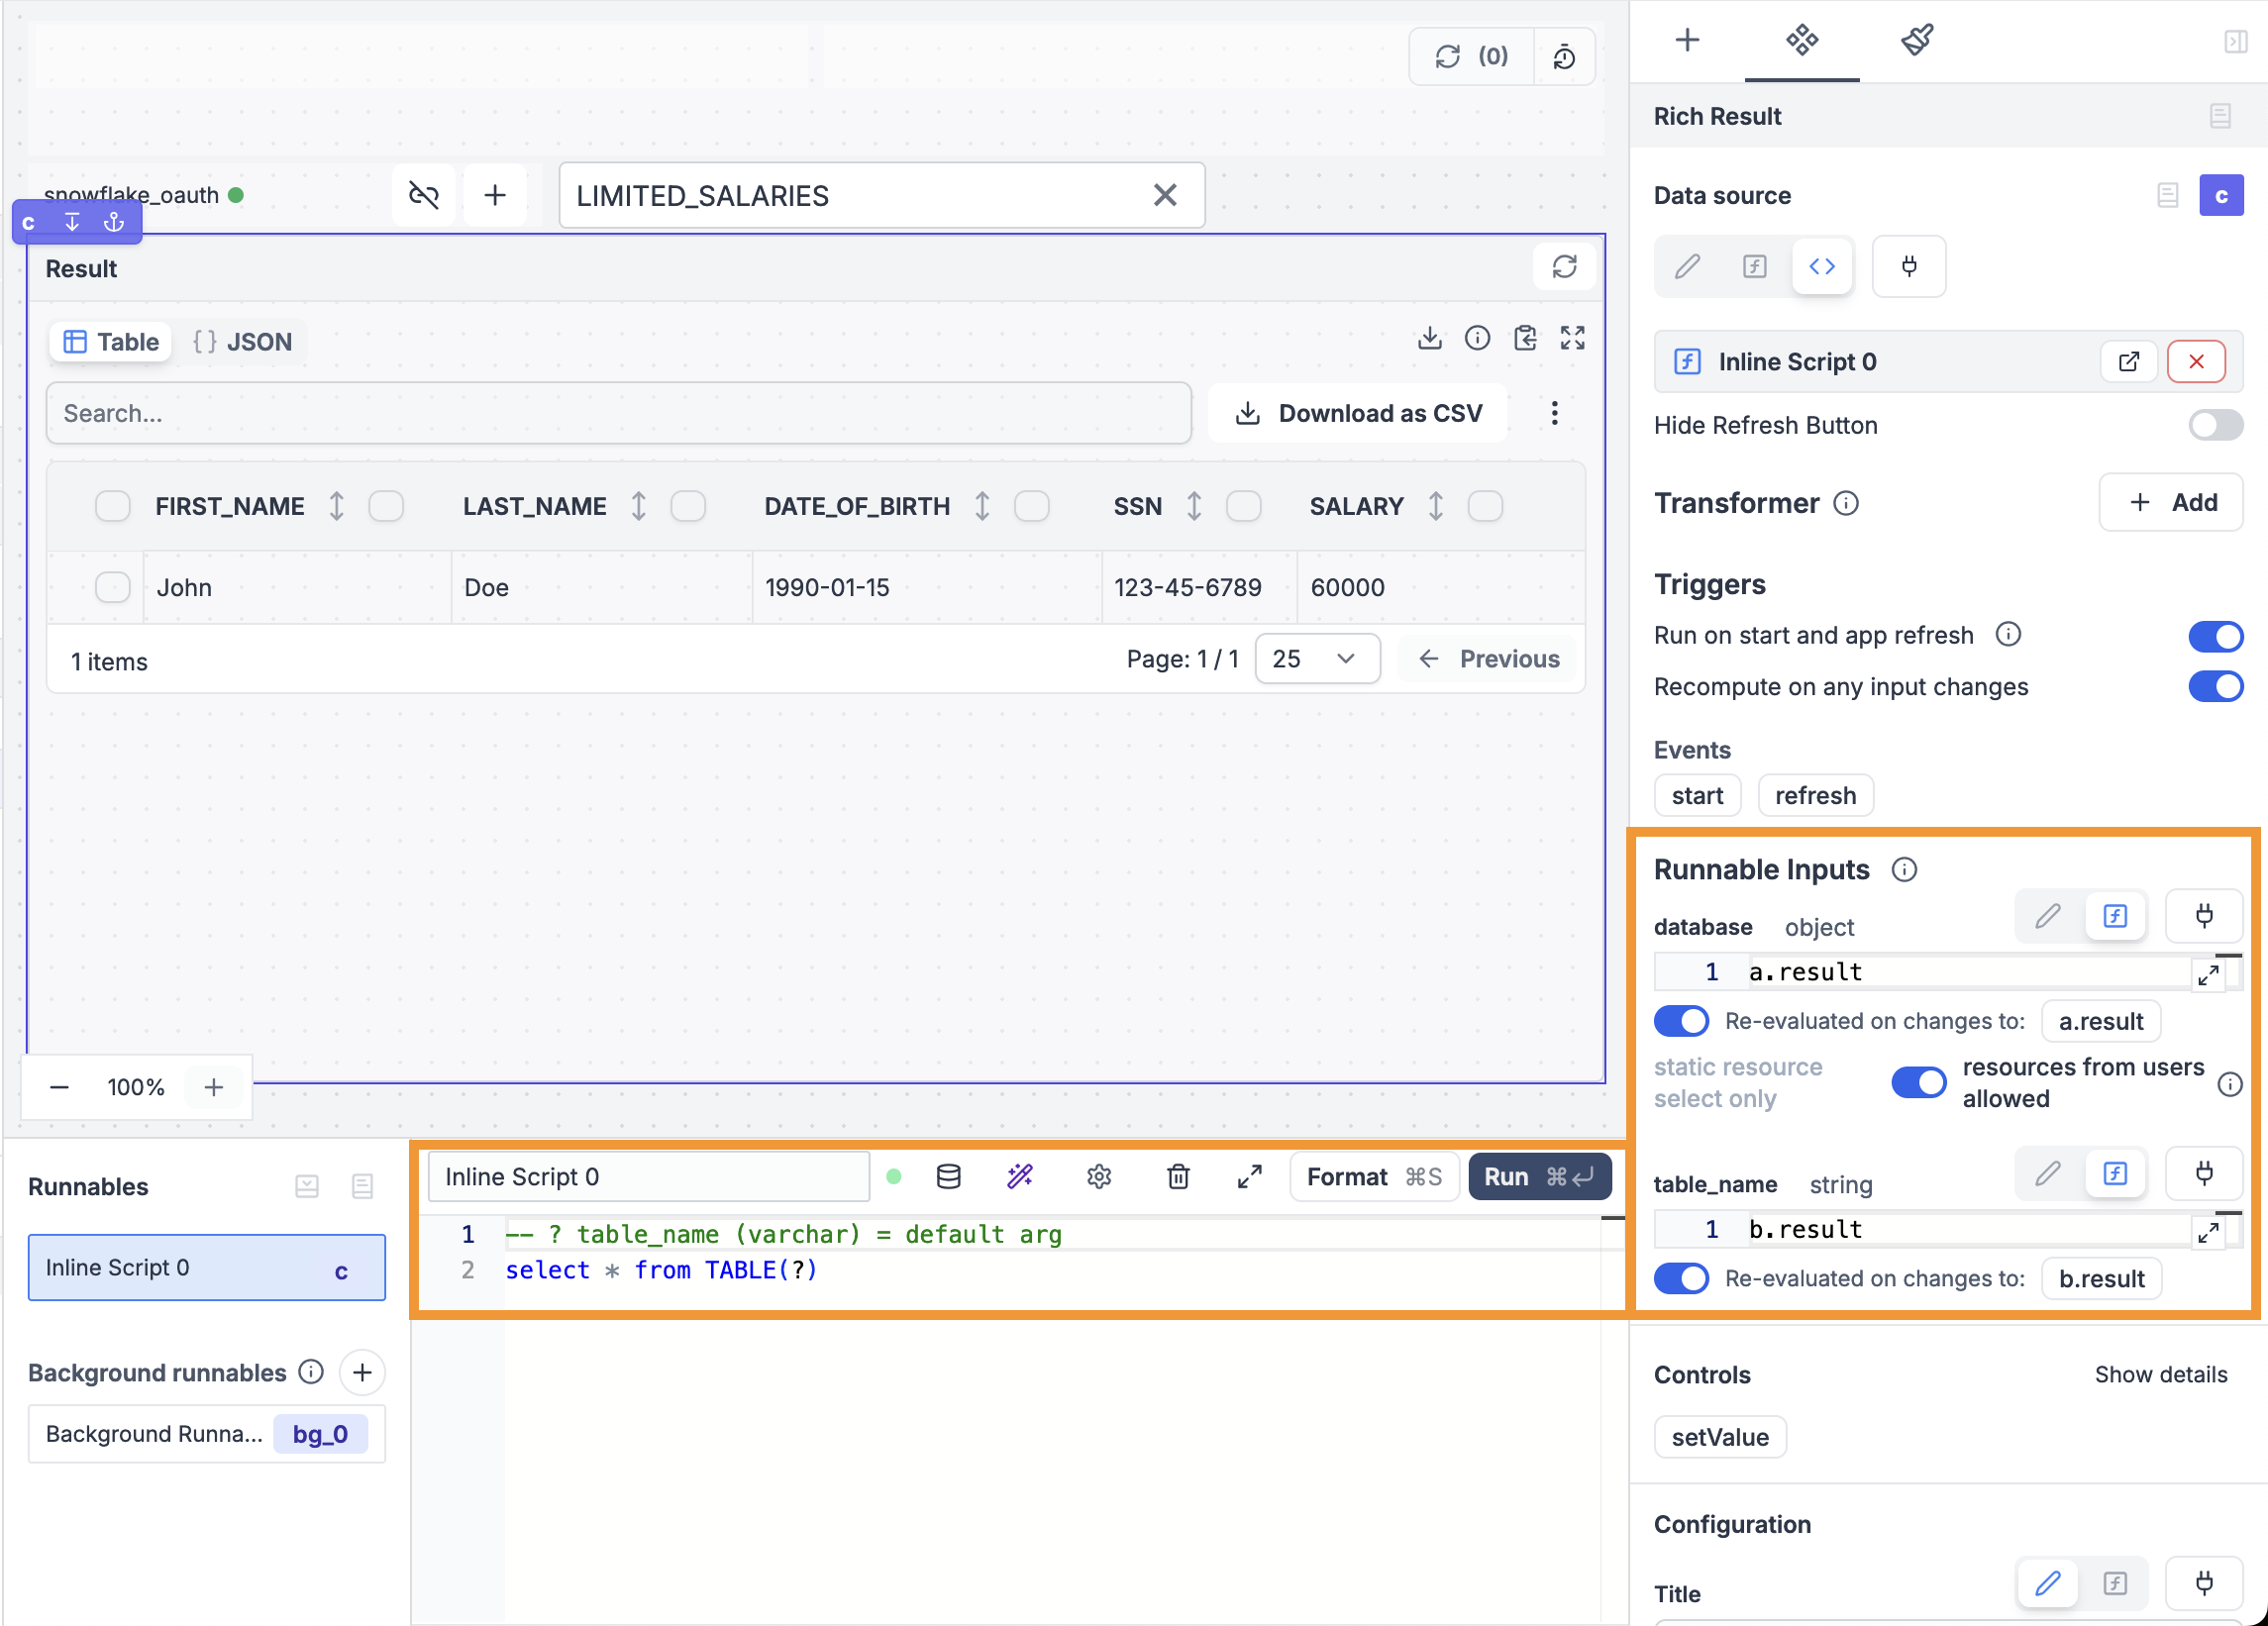 (0)
snowflake_oauth
LIMITED_SALARIES
c
Result
Table
{ } JSON
Search...
Download as CSV
FIRST_NAME LAST_NAME DATE_OF_BIRTH SSN SALARY
John Doe 1990-01-15 123-45-6789 60000
1 items
Page: 1 / 1
25
Previous
100%
Runnables
Inline Script 0 c
Background runnables
Background Runna... bg_0
Inline Script 0
Format ⌘S
Run ⌘
1 -- ? table_name (varchar) = default arg
2 select * from TABLE(?)
Rich Result
Data source
c
Inline Script 0
Hide Refresh Button
Transformer
Add
Triggers
Run on start and app refresh
Recompute on any input changes
Events
start
refresh
Runnable Inputs
database object
1 a.result
Re-evaluated on changes to: a.result
static resource
select only
resources from users
allowed
table_name string
1 b.result
Re-evaluated on changes to: b.result
Controls
Show details
setValue
Configuration
Title